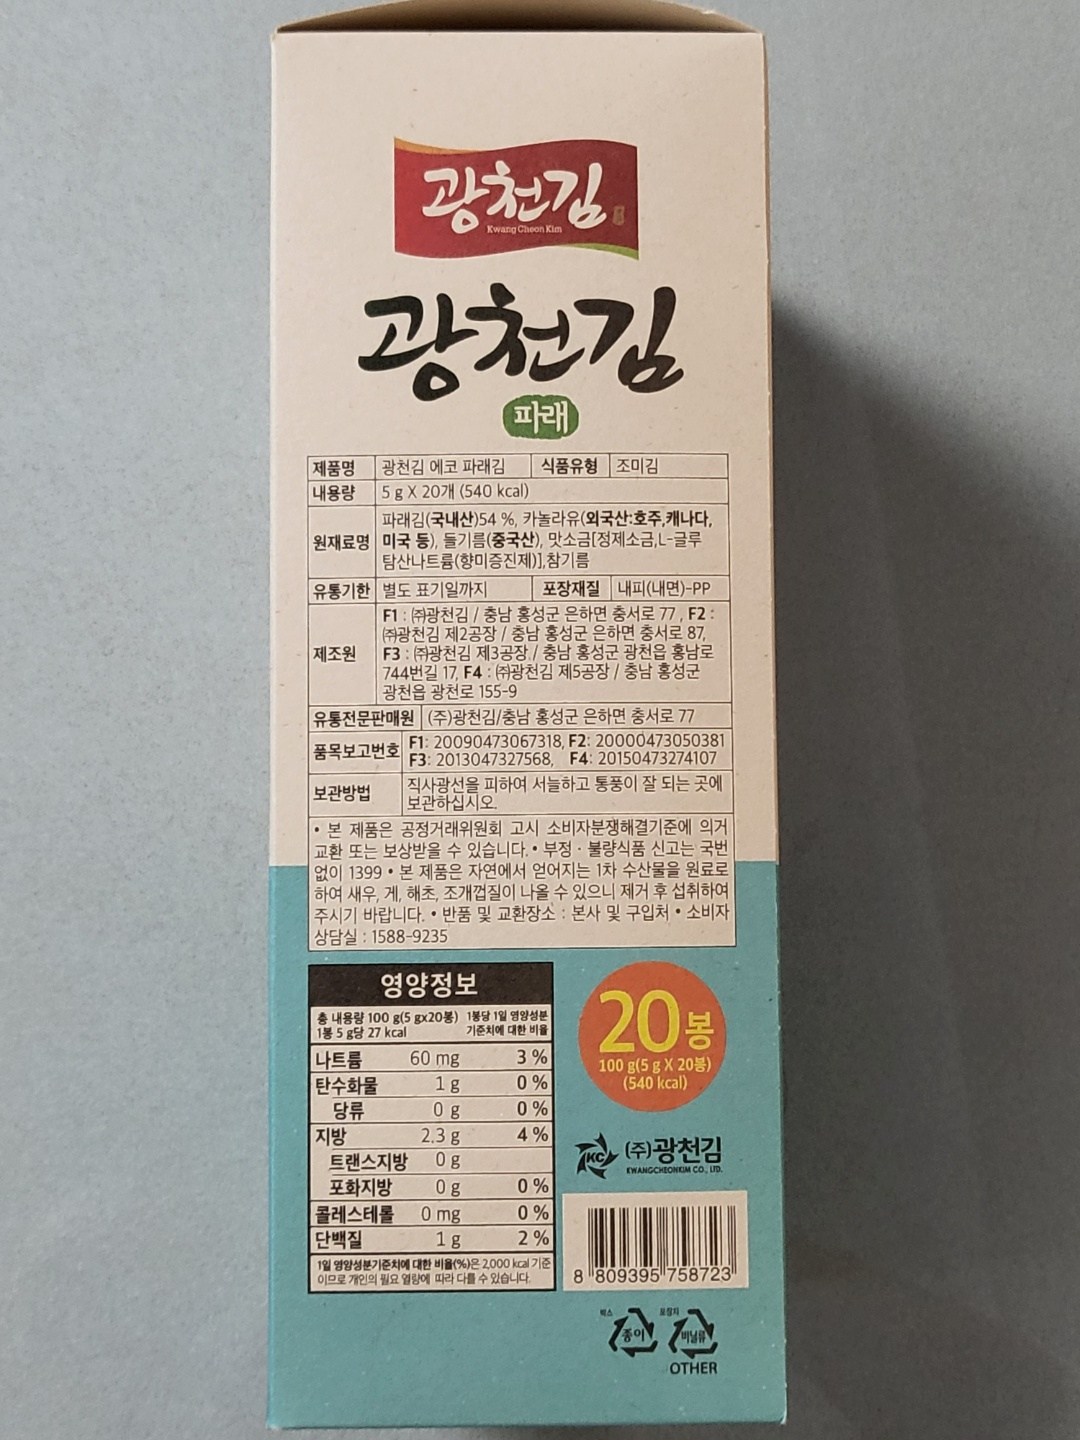 광천김
Kwang Cheon Kim
광천김
파래
제품명 광천김 에코 파래김 식품유형 조미김
내용량 5 g X 20개 (540 kcal)
원재료명 파래김(국내산)54 %, 카놀라유(외국산:호주,캐나다,
미국 등), 들기름(중국산), 맛소금[정제소금,L-글루
탐산나트륨(향미증진제)],참기름
유통기한 별도 표기일까지 포장재질 내피(내면)-PP
제조원 F1 : ㈜광천김 / 충남 홍성군 은하면 충서로 77 , F2 :
㈜광천김 제2공장 / 충남 홍성군 은하면 충서로 87,
F3 : ㈜광천김 제3공장 / 충남 홍성군 광천읍 홍남로
744번길 17, F4 : ㈜광천김 제5공장 / 충남 홍성군
광천읍 광천로 155-9
유통전문판매원 (주)광천김/충남 홍성군 은하면 충서로 77
품목보고번호 F1: 20090473067318, F2: 20000473050381
F3: 2013047327568, F4: 20150473274107
보관방법 직사광선을 피하여 서늘하고 통풍이 잘 되는 곳에
보관하십시오.
• 본 제품은 공정거래위원회 고시 소비자분쟁해결기준에 의거
교환 또는 보상받을 수 있습니다. • 부정 · 불량식품 신고는 국번
없이 1399 • 본 제품은 자연에서 얻어지는 1차 수산물을 원료로
하여 새우, 게, 해초, 조개껍질이 나올 수 있으니 제거 후 섭취하여
주시기 바랍니다. • 반품 및 교환장소 : 본사 및 구입처 • 소비자
상담실 : 1588-9235
영양정보
총 내용량 100 g(5 gx20봉) 1봉당 1일 영양성분
1봉 5 g당 27 kcal 기준치에 대한 비율
나트륨 60 mg 3 %
탄수화물 1 g 0 %
당류 0 g 0 %
지방 2.3 g 4 %
트랜스지방 0 g
포화지방 0 g 0 %
콜레스테롤 0 mg 0 %
단백질 1 g 2 %
1일 영양성분기준치에 대한 비율(%)은 2,000 kcal 기준
이므로 개인의 필요 열량에 따라 다를 수 있습니다.
20봉
100 g(5 g X 20봉)
(540 kcal)
KC (주)광천김
KWANGCHEONKIM CO., LTD.
8 809395 758723
박스 포장지
종이 비닐류
OTHER